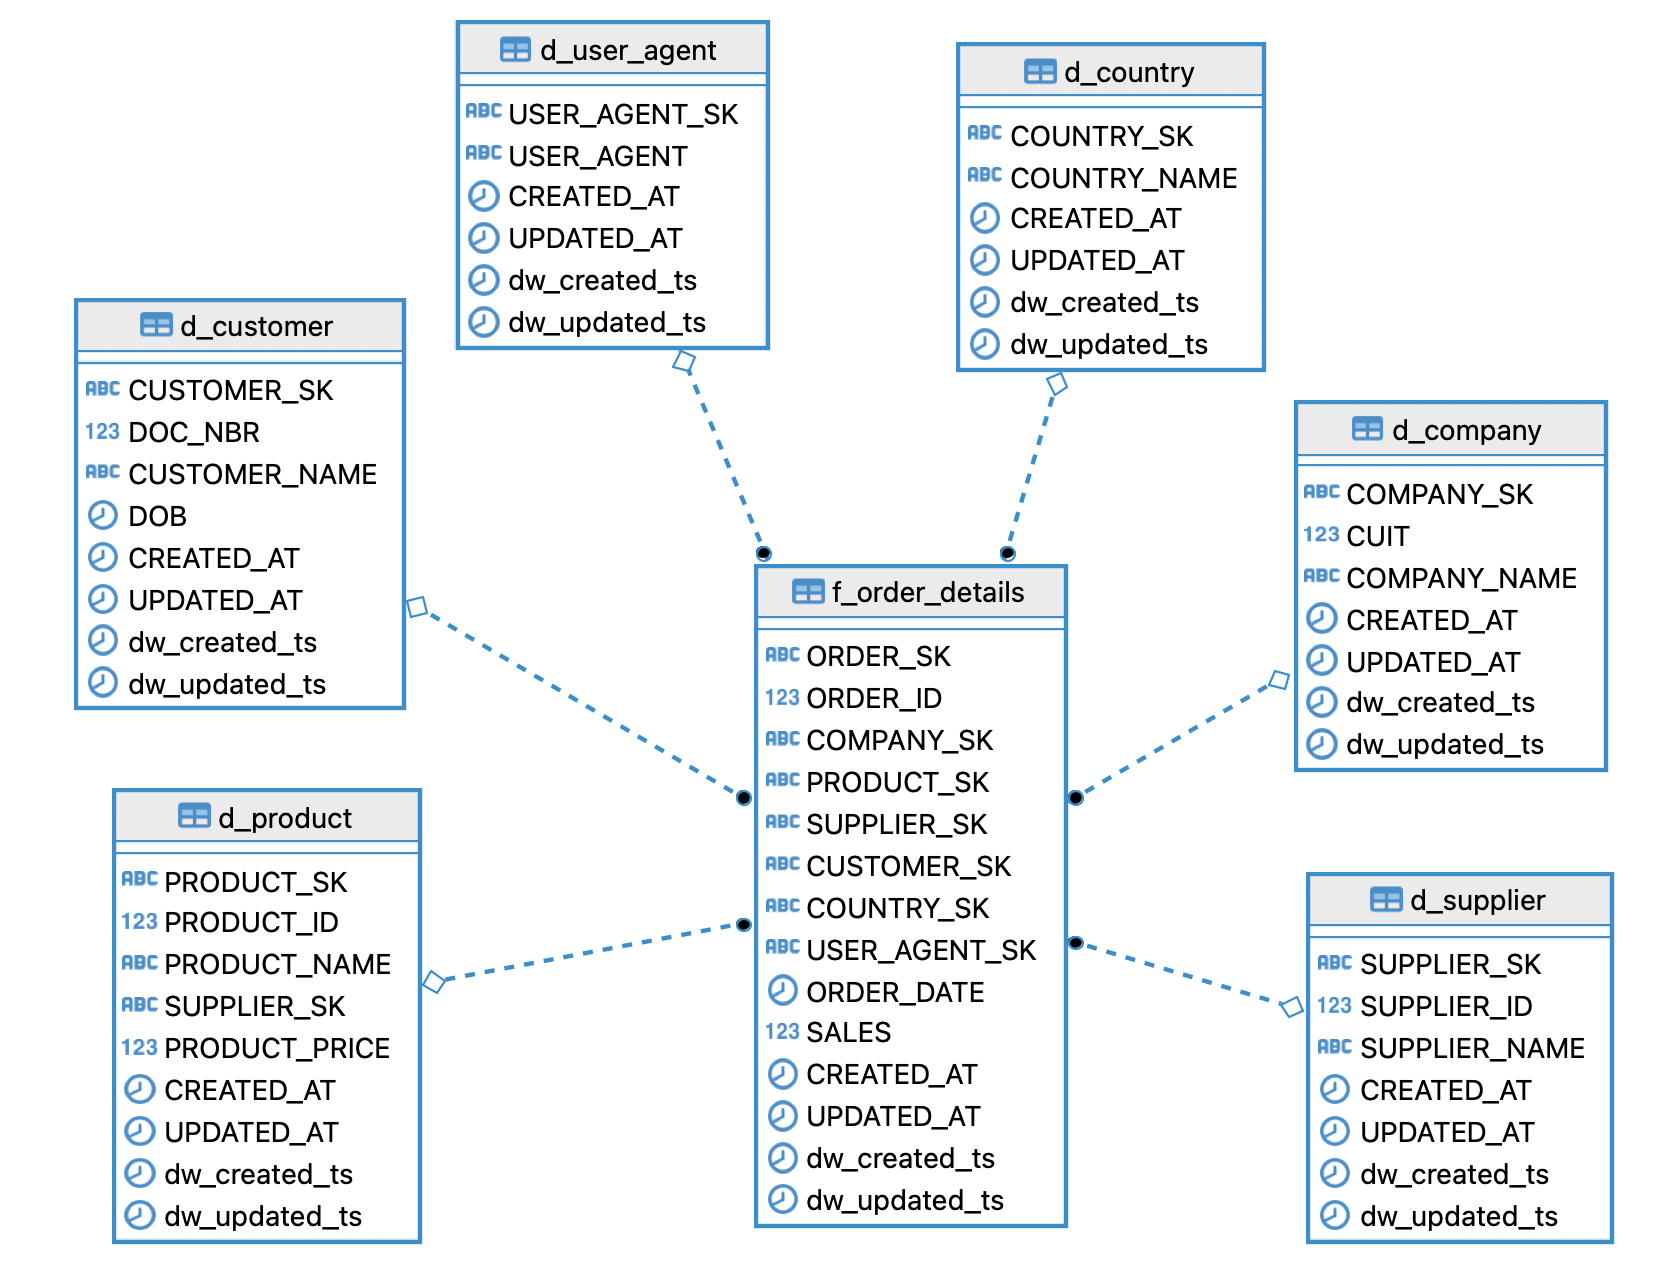 d_user_agent
ABC USER_AGENT_SK
ABC USER_AGENT
CREATED_AT
UPDATED_AT
dw_created_ts
dw_updated_ts
d_country
ABC COUNTRY_SK
ABC COUNTRY_NAME
CREATED_AT
UPDATED_AT
dw_created_ts
dw_updated_ts
d_customer
ABC CUSTOMER_SK
123 DOC_NBR
ABC CUSTOMER_NAME
DOB
CREATED_AT
UPDATED_AT
dw_created_ts
dw_updated_ts
d_company
ABC COMPANY_SK
123 CUIT
ABC COMPANY_NAME
CREATED_AT
UPDATED_AT
dw_created_ts
dw_updated_ts
f_order_details
ABC ORDER_SK
123 ORDER_ID
ABC COMPANY_SK
ABC PRODUCT_SK
ABC SUPPLIER_SK
ABC CUSTOMER_SK
ABC COUNTRY_SK
ABC USER_AGENT_SK
ORDER_DATE
123 SALES
CREATED_AT
UPDATED_AT
dw_created_ts
dw_updated_ts
d_product
ABC PRODUCT_SK
123 PRODUCT_ID
ABC PRODUCT_NAME
ABC SUPPLIER_SK
123 PRODUCT_PRICE
CREATED_AT
UPDATED_AT
dw_created_ts
dw_updated_ts
d_supplier
ABC SUPPLIER_SK
123 SUPPLIER_ID
ABC SUPPLIER_NAME
CREATED_AT
UPDATED_AT
dw_created_ts
dw_updated_ts